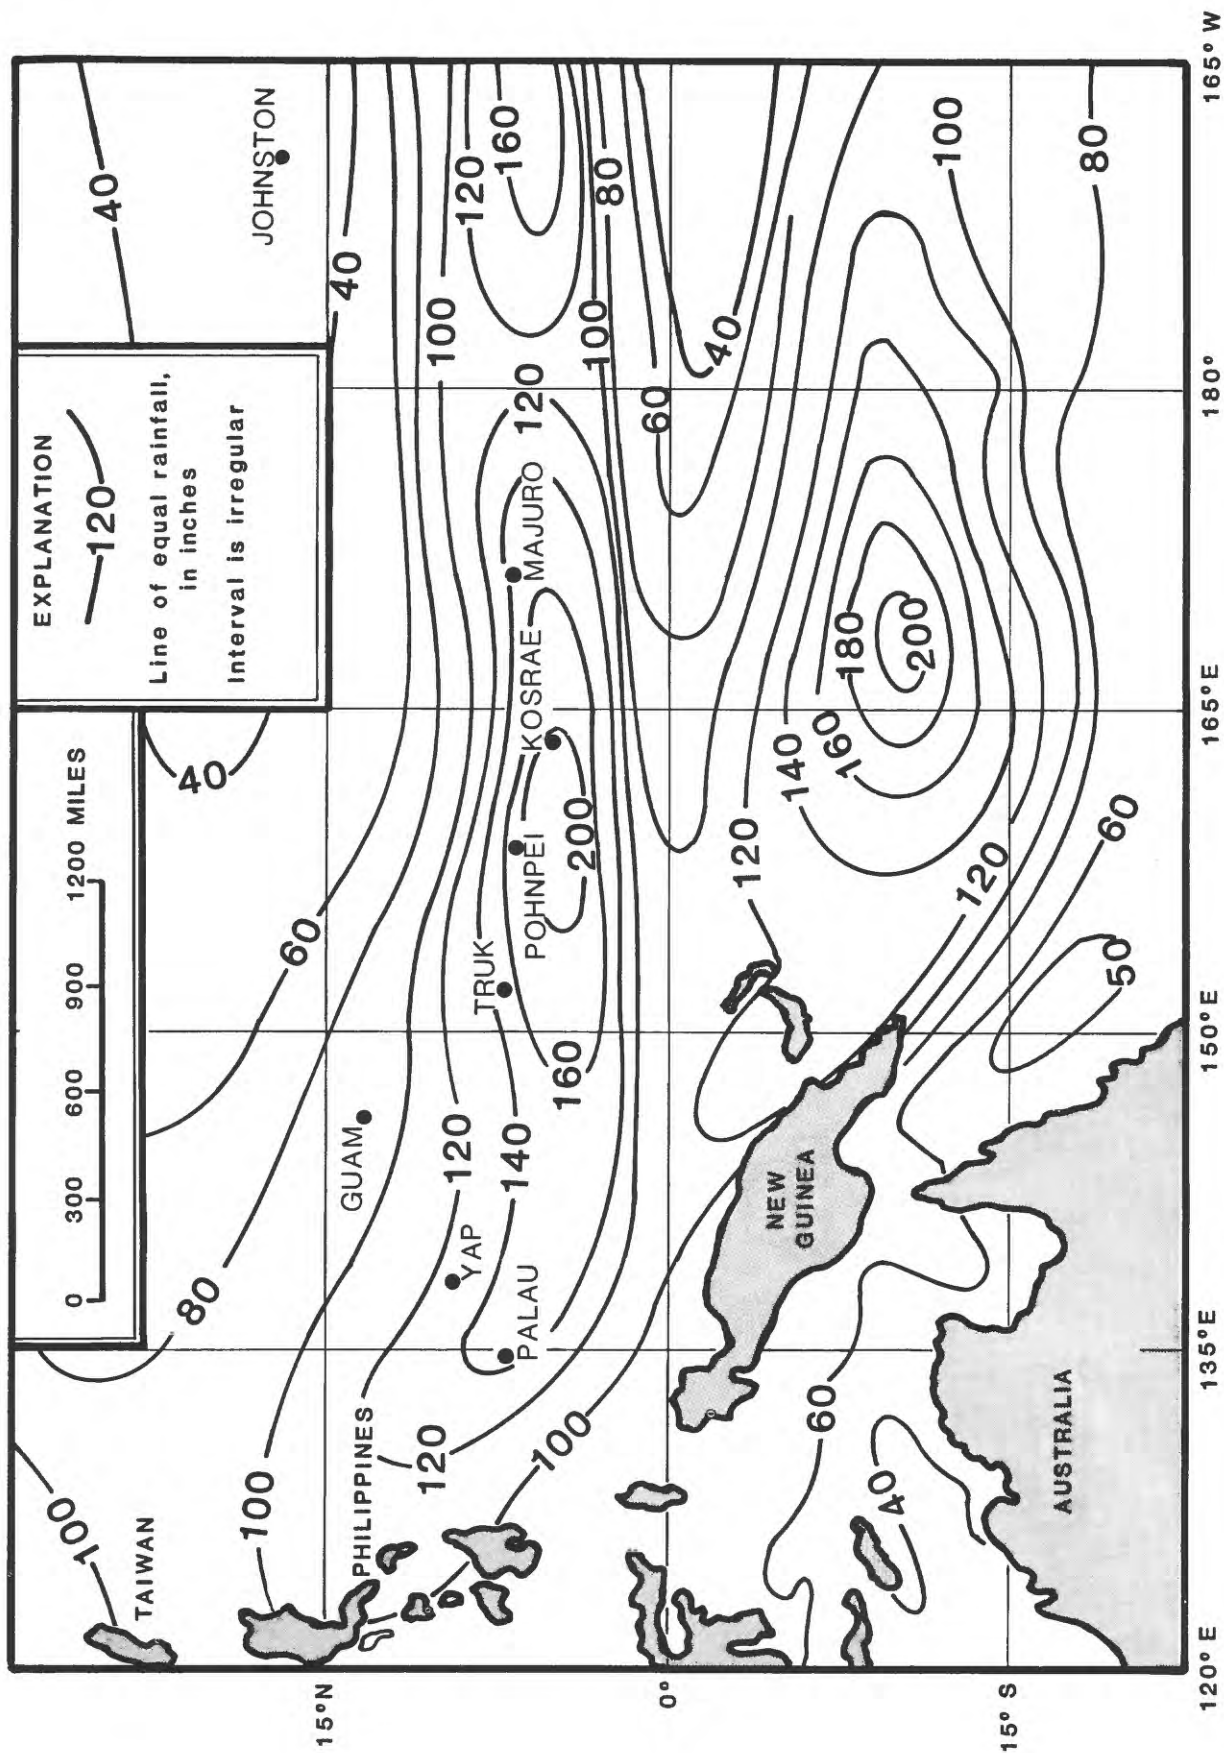 EXPLANATION
120
Line of equal rainfall,
in inches
Interval is irregular
0 300 600 900 1200 MILES
40
JOHNSTON
40
40
60
80
100
TAIWAN
100
PHILIPPINES
GUAM
120
YAP
140
PALAU
120
100
TRUK
160
POHNPEI
200
KOSRAE
MAJURO
120
100
120
160
100
80
60
40
120
140
160
180
200
120
100
80
60
50
NEW
GUINEA
60
40
AUSTRALIA
15°N
0°
15°S
120°E
135°E
150°E
165°E
180°
165°W